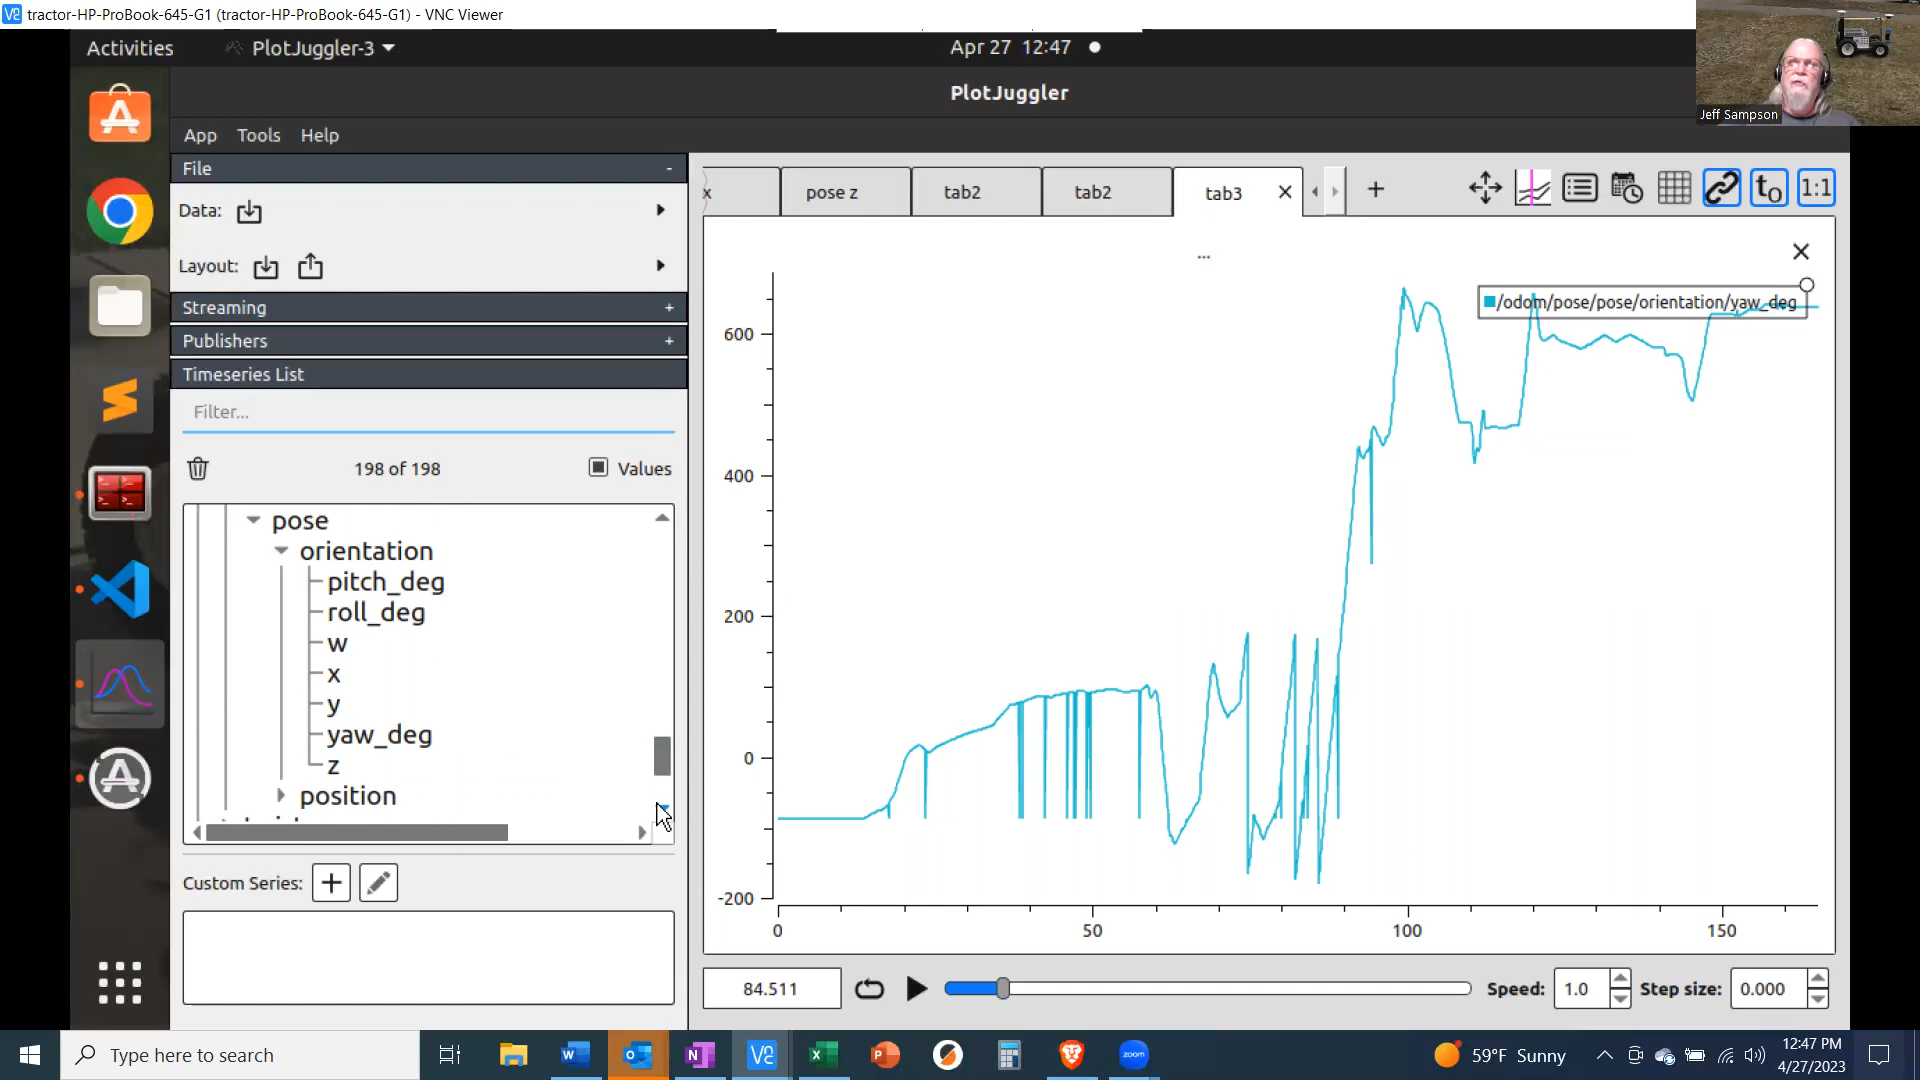 tractor-HP-ProBook-645-G1 (tractor-HP-ProBook-645-G1) - VNC Viewer
Activities
PlotJuggler-3
Apr 27 12:47
PlotJuggler
Jeff Sampson
App Tools Help
File -
Data:
Layout:
Streaming +
Publishers +
Timeseries List
Filter...
198 of 198
Values
pose
orientation
pitch_deg
roll_deg
w
x
y
yaw_deg
z
position
Custom Series:
x
pose z
tab2
tab2
tab3
t0
1:1
...
/odom/pose/pose/orientation/yaw_deg
600
400
200
0
-200
0 50 100 150
84.511
Speed: 1.0
Step size: 0.000
Type here to search
zoom
59°F Sunny
12:47 PM
4/27/2023